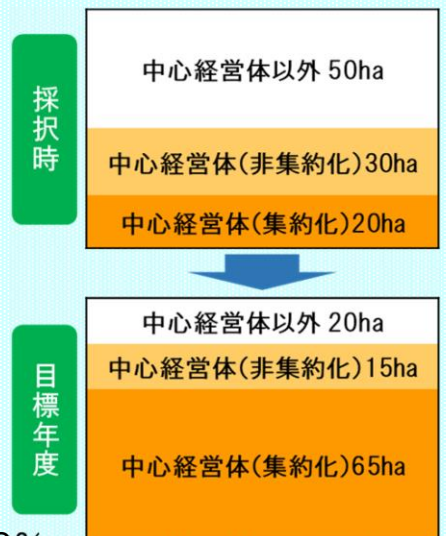 採択時
中心経営体以外 50ha
中心経営体(非集約化)30ha
中心経営体(集約化)20ha
目標年度
中心経営体以外 20ha
中心経営体(非集約化)15ha
中心経営体(集約化)65ha